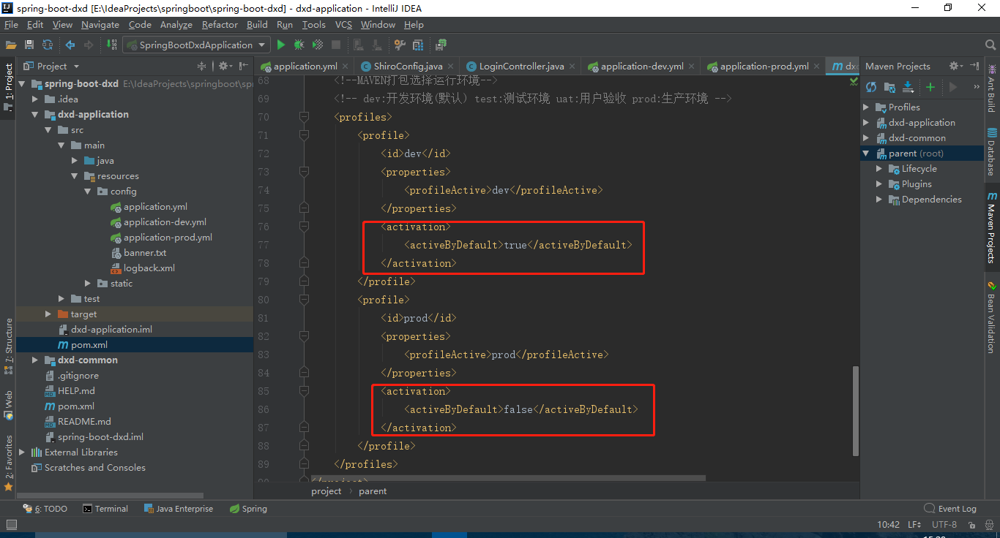 spring-boot-dxd [E:\IdeaProjects\springboot\spring-boot-dxd] - dxd-application - IntelliJ IDEA
File Edit View Navigate Code Analyze Refactor Build Run Tools VCS Window Help
SpringBootDxdApplication
Project
application.yml
ShiroConfig.java
LoginController.java
application-dev.yml
application-prod.yml
Maven Projects
1: Project
7: Structure
Web
2: Favorites
spring-boot-dxd E:\IdeaProjects\springboot\sp
.idea
dxd-application
src
main
java
resources
config
application.yml
application-dev.yml
application-prod.yml
banner.txt
logback.xml
static
test
target
dxd-application.iml
pom.xml
dxd-common
.gitignore
HELP.md
pom.xml
README.md
spring-boot-dxd.iml
External Libraries
Scratches and Consoles
68 <!--MAVEN打包选择运行环境-->
69 <!-- dev:开发环境(默认) test:测试环境 uat:用户验收 prod:生产环境 -->
70 <profiles>
71 <profile>
72 <id>dev</id>
73 <properties>
74 <profileActive>dev</profileActive>
75 </properties>
76 <activation>
77 <activeByDefault>true</activeByDefault>
78 </activation>
79 </profile>
80 <profile>
81 <id>prod</id>
82 <properties>
83 <profileActive>prod</profileActive>
84 </properties>
85 <activation>
86 <activeByDefault>false</activeByDefault>
87 </activation>
88 </profile>
89 </profiles>
project parent
Profiles
dxd-application
dxd-common
parent (root)
Lifecycle
Plugins
Dependencies
Ant Build
Database
Maven Projects
Bean Validation
6: TODO Terminal Java Enterprise Spring Event Log
10:42 LF UTF-8